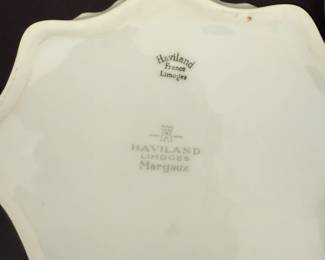 Haviland
France
Limoges
HAVILAND
LIMOGES
Margaux